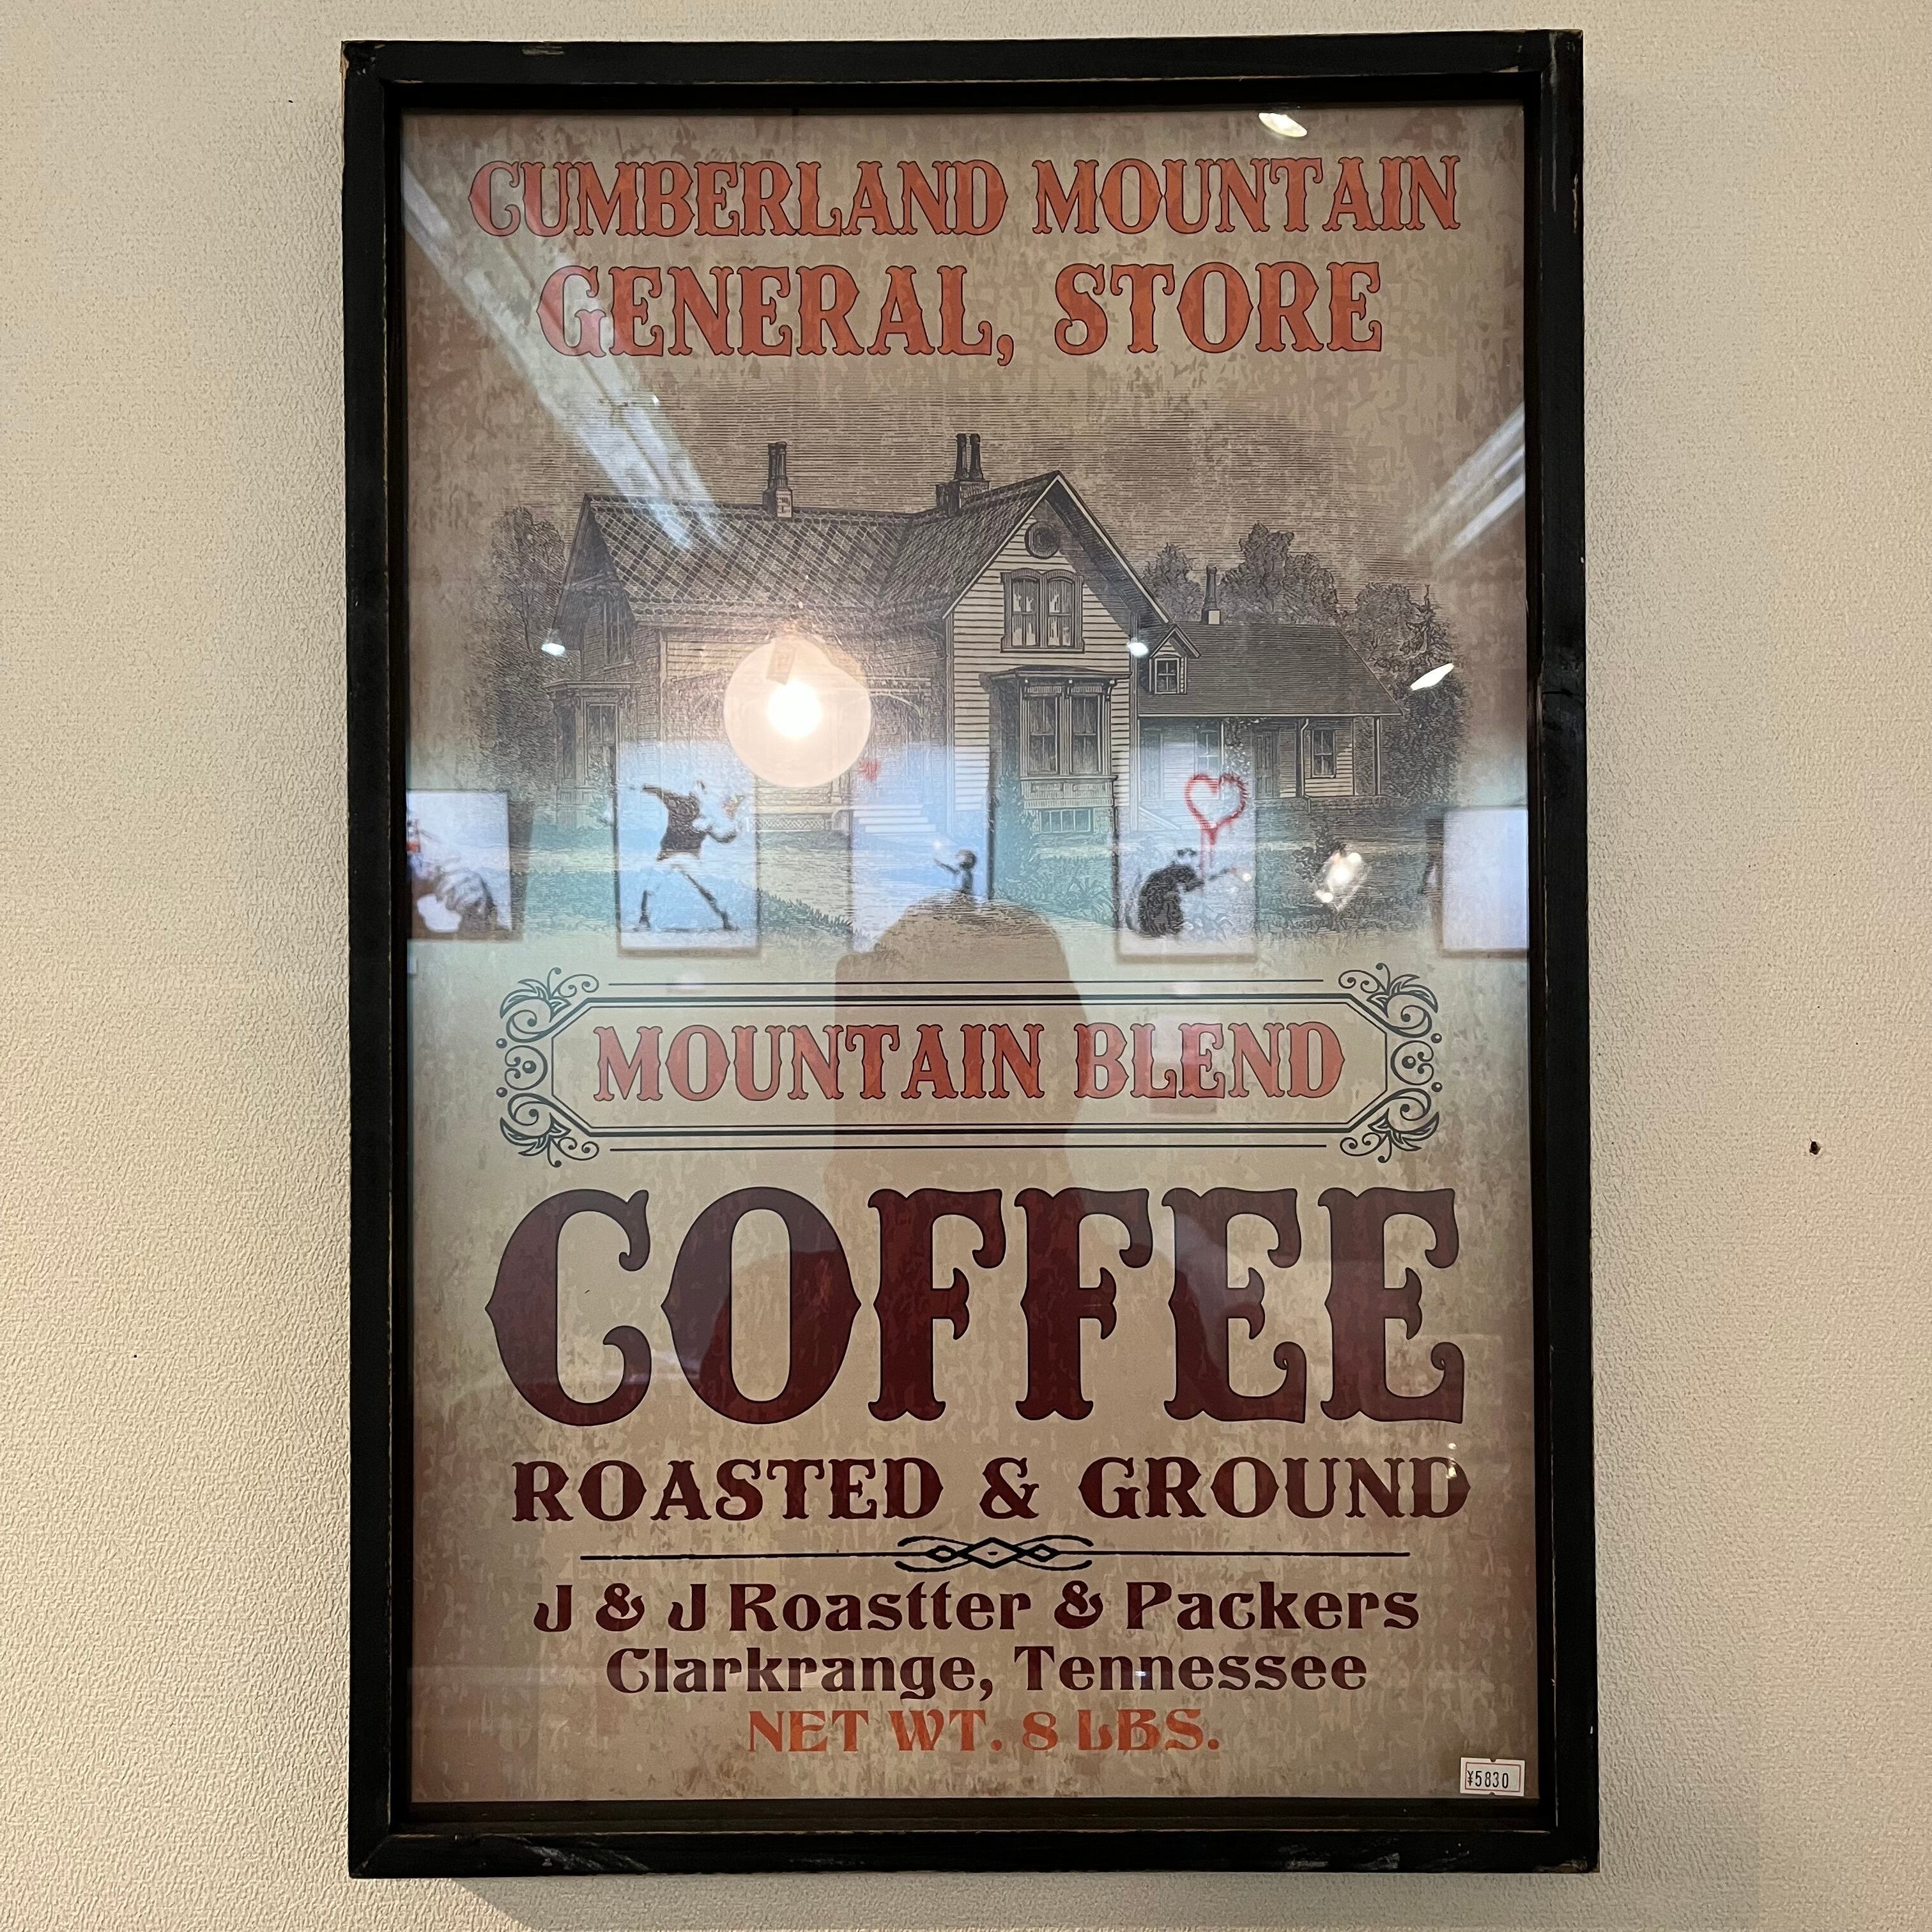 CUMBERLAND MOUNTAIN
GENERAL, STORE
MOUNTAIN BLEND
COFFEE
ROASTED & GROUND
J & J Roastter & Packers
Clarkrange, Tennessee
NET WT. 8 LBS.
¥5830